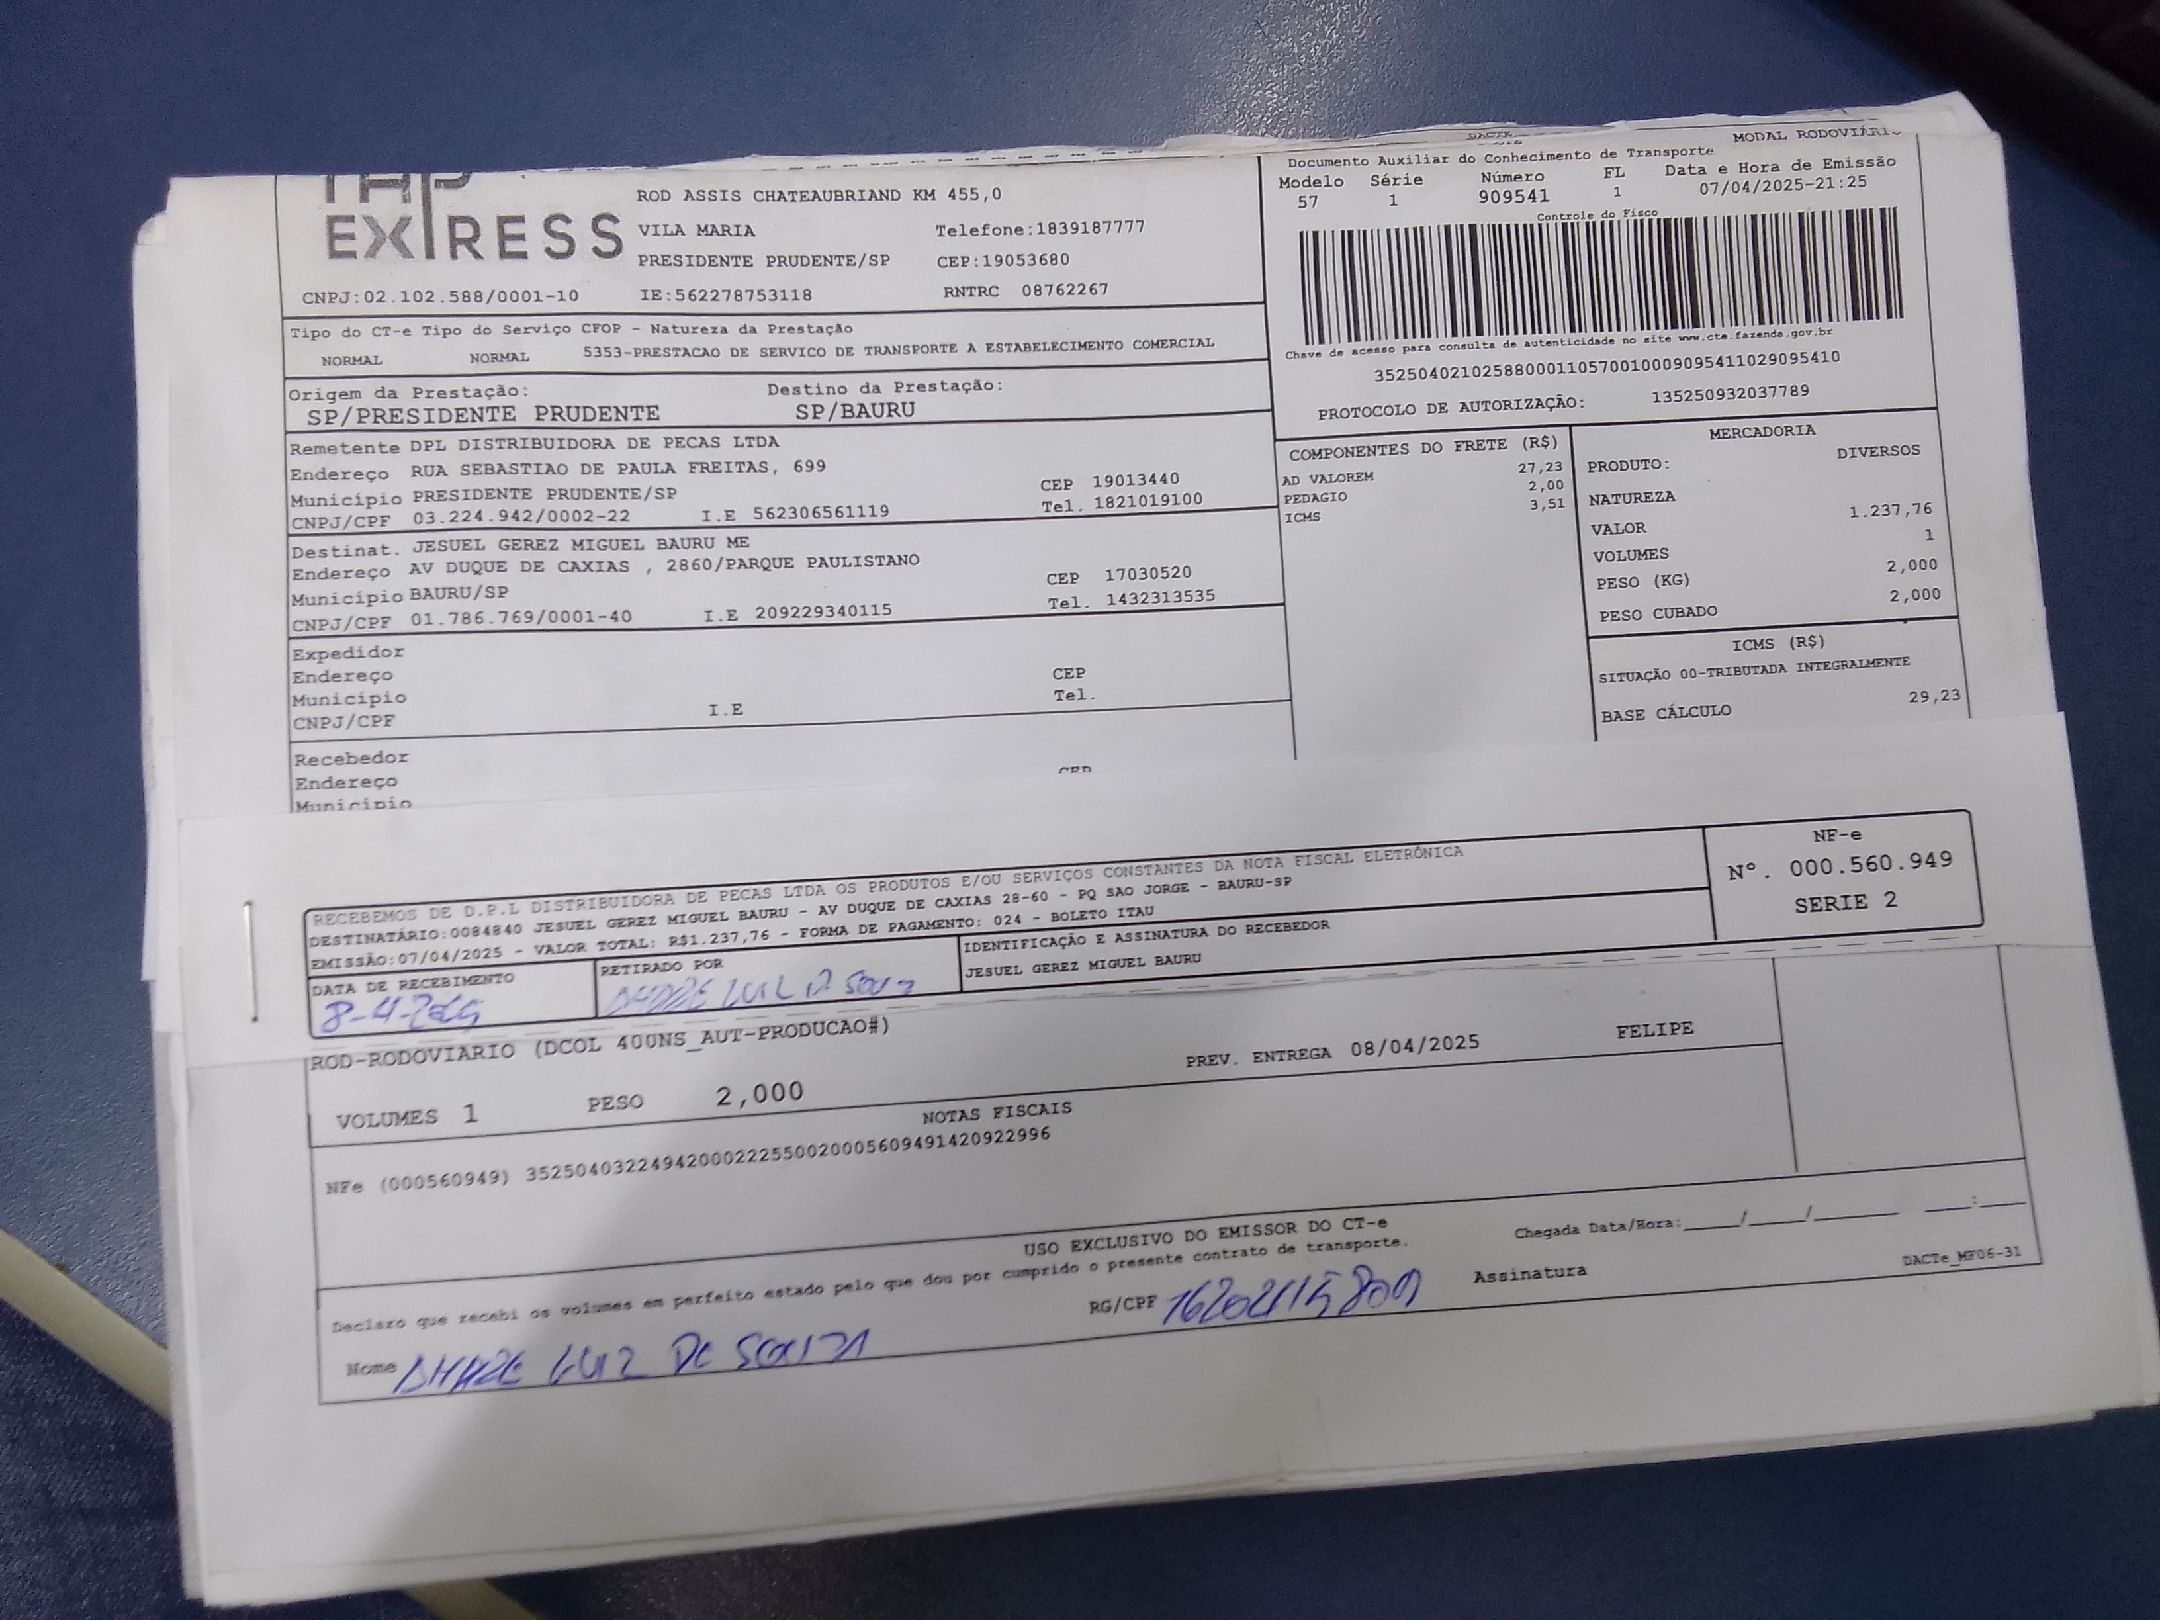 EXPRESS
ROD ASSIS CHATEAUBRIAND KM 455,0
VILA MARIA Telefone:1839187777
PRESIDENTE PRUDENTE/SP CEP:19053680
CNPJ:02.102.588/0001-10 IE:562278753118 RNTRC 08762267
DACTE MODAL RODOVIÁRIO
Documento Auxiliar do Conhecimento de Transporte
Modelo Série Número FL Data e Hora de Emissão
57 1 909541 1 07/04/2025-21:25
Controle do Fisco
Chave de acesso para consulta de autenticidade no site www.cte.fazenda.gov.br
35250402102588000110570010009095411029095410
PROTOCOLO DE AUTORIZAÇÃO: 135250932037789
Tipo do CT-e Tipo do Serviço CFOP - Natureza da Prestação
NORMAL NORMAL 5353-PRESTACAO DE SERVICO DE TRANSPORTE A ESTABELECIMENTO COMERCIAL
Origem da Prestação: Destino da Prestação:
SP/PRESIDENTE PRUDENTE SP/BAURU
Remetente DPL DISTRIBUIDORA DE PECAS LTDA
Endereço RUA SEBASTIAO DE PAULA FREITAS, 699
Município PRESIDENTE PRUDENTE/SP CEP 19013440
CNPJ/CPF 03.224.942/0002-22 I.E 562306561119 Tel. 1821019100
Destinat. JESUEL GEREZ MIGUEL BAURU ME
Endereço AV DUQUE DE CAXIAS , 2860/PARQUE PAULISTANO
Município BAURU/SP CEP 17030520
CNPJ/CPF 01.786.769/0001-40 I.E 209229340115 Tel. 1432313535
Expedidor
Endereço CEP
Município Tel.
CNPJ/CPF I.E
Recebedor
Endereço CEP
Município
COMPONENTES DO FRETE (R$)
AD VALOREM 27,23
PEDAGIO 2,00
ICMS 3,51
MERCADORIA
PRODUTO: DIVERSOS
NATUREZA
VALOR 1.237,76
VOLUMES 1
PESO (KG) 2,000
PESO CUBADO 2,000
ICMS (R$)
SITUAÇÃO 00-TRIBUTADA INTEGRALMENTE
BASE CÁLCULO 29,23
RECEBEMOS DE D.P.L DISTRIBUIDORA DE PECAS LTDA OS PRODUTOS E/OU SERVIÇOS CONSTANTES DA NOTA FISCAL ELETRÔNICA
DESTINATÁRIO:0084840 JESUEL GEREZ MIGUEL BAURU - AV DUQUE DE CAXIAS 28-60 - PQ SAO JORGE - BAURU-SP
EMISSÃO:07/04/2025 - VALOR TOTAL: R$1.237,76 - FORMA DE PAGAMENTO: 024 - BOLETO ITAU
NF-e
Nº. 000.560.949
SERIE 2
DATA DE RECEBIMENTO RETIRADO POR IDENTIFICAÇÃO E ASSINATURA DO RECEBEDOR
JESUEL GEREZ MIGUEL BAURU
8-4-2025
LUIZ D SOUZ
ROD-RODOVIARIO (DCOL 400NS_AUT-PRODUCAO#)
PREV. ENTREGA 08/04/2025 FELIPE
VOLUMES 1 PESO 2,000
NOTAS FISCAIS
NFe (000560949) 35250403224942000222550020005609491420922996
USO EXCLUSIVO DO EMISSOR DO CT-e
Declaro que recebi os volumes em perfeito estado pelo que dou por cumprido o presente contrato de transporte.
Chegada Data/Hora:____/____/______ ___:___
Nome LUIZ DE SOUZA RG/CPF Assinatura
DACTe_MF06-31